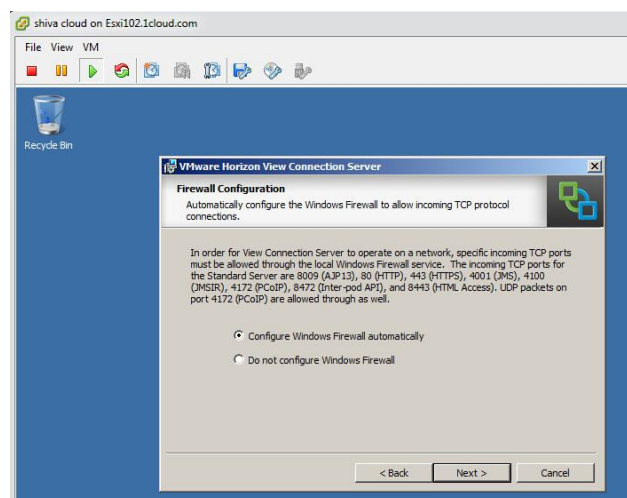 shiva cloud on Esxi102.1cloud.com
File View VM
Recycle Bin
VMware Horizon View Connection Server
Firewall Configuration
Automatically configure the Windows Firewall to allow incoming TCP protocol
connections.
In order for View Connection Server to operate on a network, specific incoming TCP ports
must be allowed through the local Windows Firewall service. The incoming TCP ports for
the Standard Server are 8009 (AJP13), 80 (HTTP), 443 (HTTPS), 4001 (JMS), 4100
(JMSIR), 4172 (PCoIP), 8472 (Inter-pod API), and 8443 (HTML Access). UDP packets on
port 4172 (PCoIP) are allowed through as well.
Configure Windows Firewall automatically
Do not configure Windows Firewall
< Back Next > Cancel